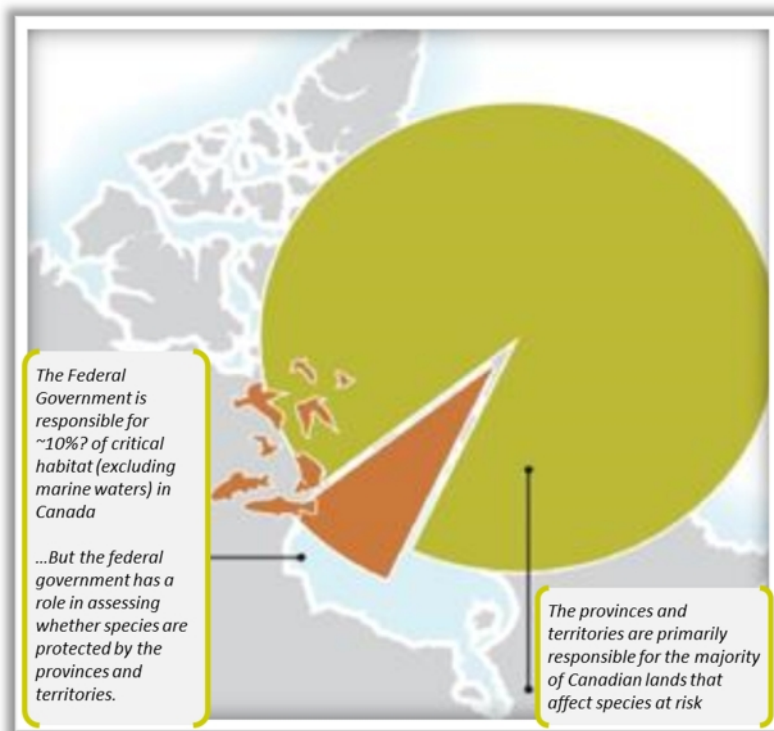 The Federal
Government is
responsible for
~10%? of critical
habitat (excluding
marine waters) in
Canada
...But the federal
government has a
role in assessing
whether species are
protected by the
provinces and
territories.
The provinces and
territories are primarily
responsible for the majority
of Canadian lands that
affect species at risk